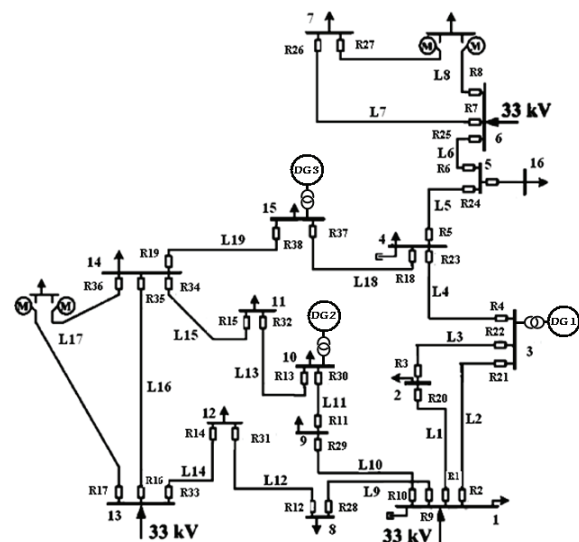 7
R26
R27
M
M
L8
R8
R7
L7
33 kV
R25
6
L6
R6
5
16
R24
DG3
L5
15
R38
R37
L19
R19
4
R5
R18
R23
L18
14
R36
R35
R34
L4
M
M
L17
L15
R15
11
R32
DG2
R4
DG1
L3
R22
3
R3
R21
L13
10
R13
R30
L16
2
R20
L2
L11
12
R14
R31
R11
9
R29
L1
L14
L12
L10
L9
R17
R16
R33
R12
R28
R10
R9
R1
R2
13
33 kV
8
33 kV
1